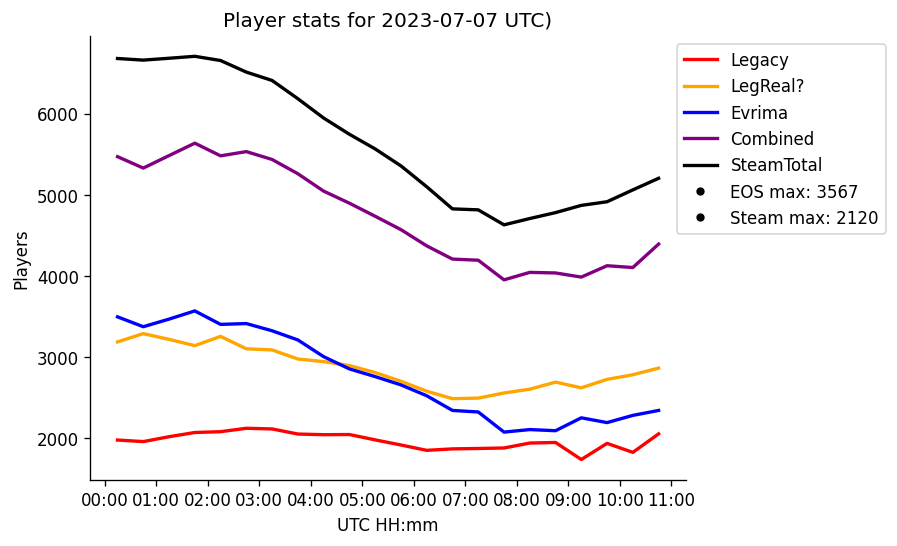 Player stats for 2023-07-07 UTC)
Legacy
LegReal?
Evrima
Combined
SteamTotal
EOS max: 3567
Steam max: 2120
Players
6000
5000
4000
3000
2000
00:00 01:00 02:00 03:00 04:00 05:00 06:00 07:00 08:00 09:00 10:00 11:00
UTC HH:mm